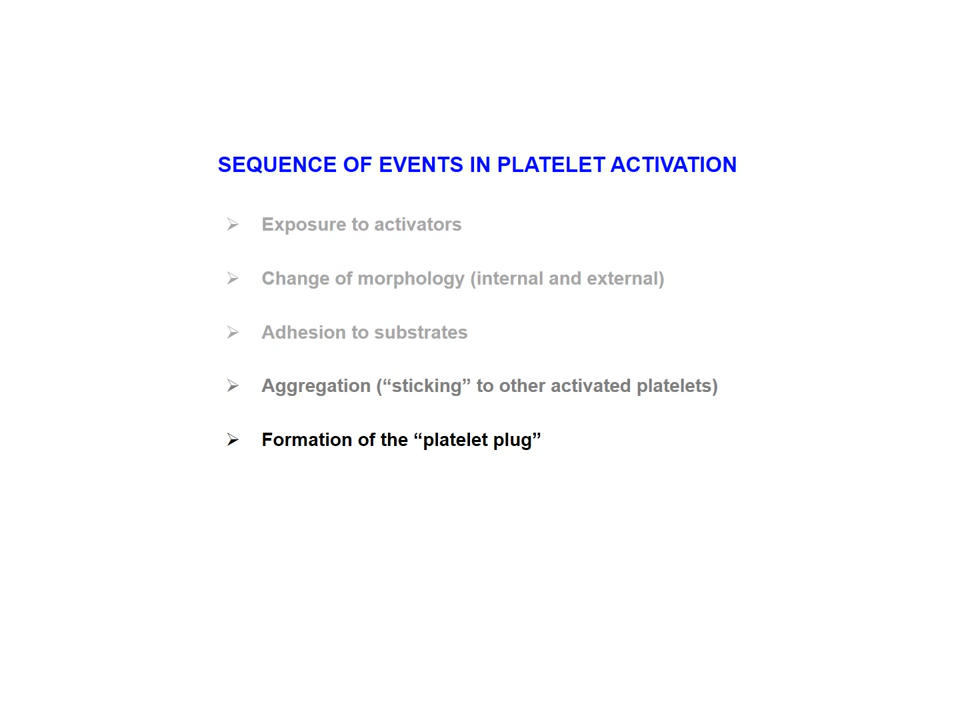 SEQUENCE OF EVENTS IN PLATELET ACTIVATION
➢ Exposure to activators
➢ Change of morphology (internal and external)
➢ Adhesion to substrates
➢ Aggregation (“sticking” to other activated platelets)
➢ Formation of the “platelet plug”